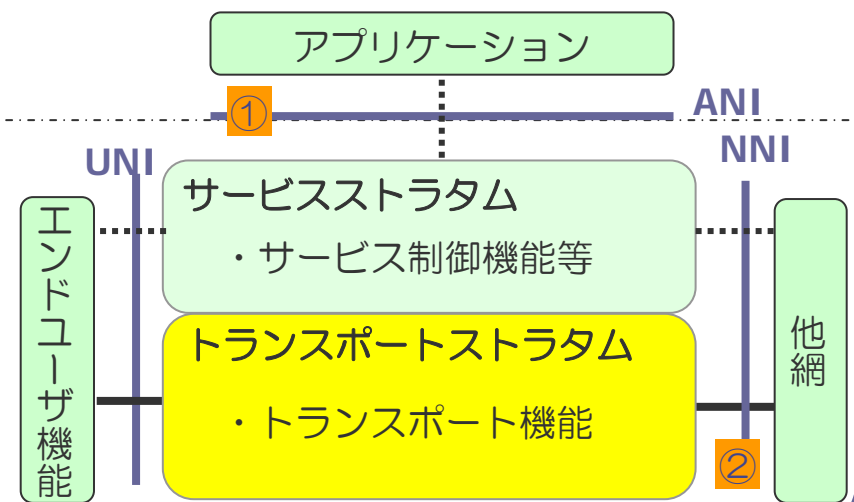 アプリケーション
①
ANI
UNI
NNI
サービスストラタム
・サービス制御機能等
エンドユーザ機能
トランスポートストラタム
・トランスポート機能
他網
②